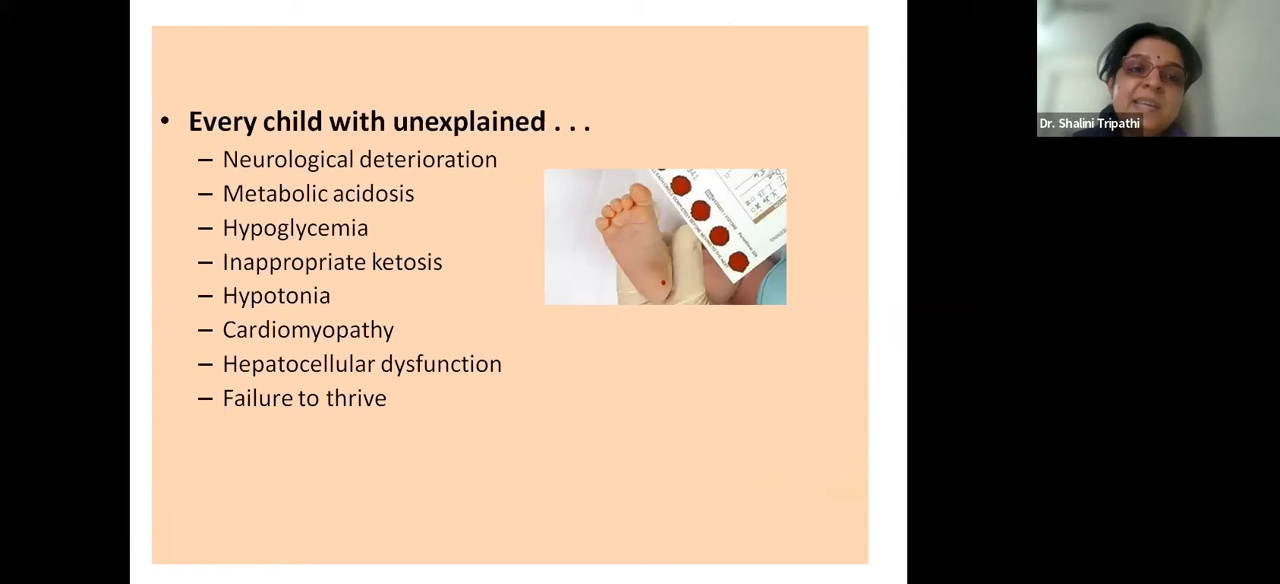 • Every child with unexplained . . .
– Neurological deterioration
– Metabolic acidosis
– Hypoglycemia
– Inappropriate ketosis
– Hypotonia
– Cardiomyopathy
– Hepatocellular dysfunction
– Failure to thrive
Dr. Shalini Tripathi